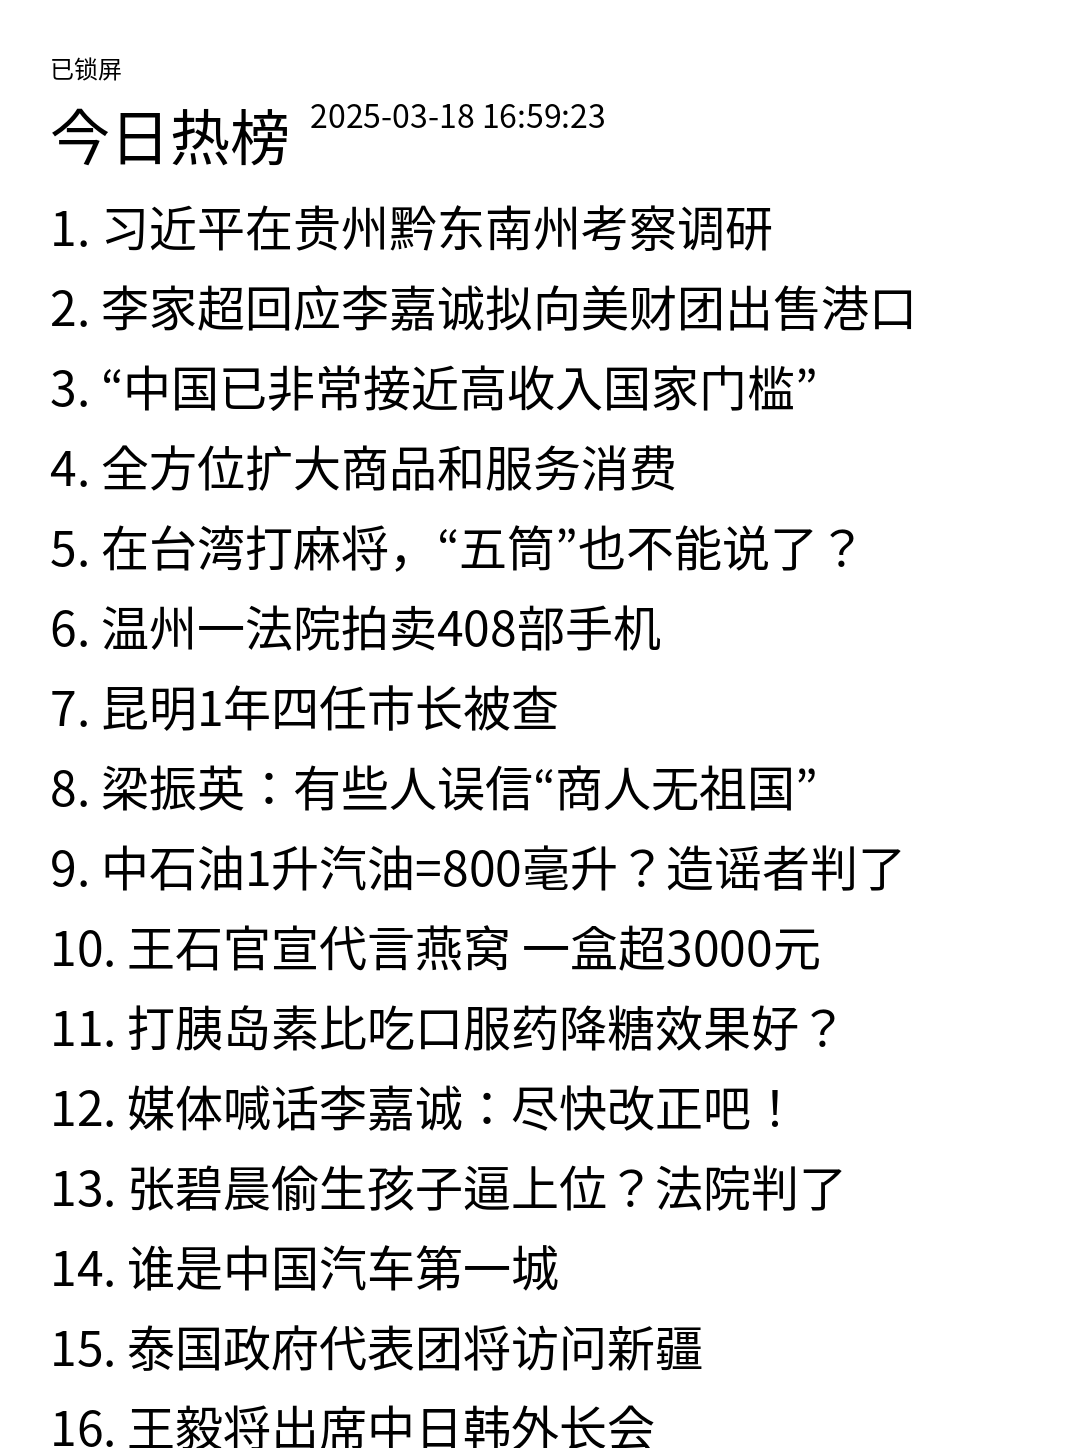 已锁屏
今日热榜 2025-03-18 16:59:23
1. 习近平在贵州黔东南州考察调研
2. 李家超回应李嘉诚拟向美财团出售港口
3. “中国已非常接近高收入国家门槛”
4. 全方位扩大商品和服务消费
5. 在台湾打麻将，“五筒”也不能说了？
6. 温州一法院拍卖408部手机
7. 昆明1年四任市长被查
8. 梁振英：有些人误信“商人无祖国”
9. 中石油1升汽油=800毫升？造谣者判了
10. 王石官宣代言燕窝 一盒超3000元
11. 打胰岛素比吃口服药降糖效果好？
12. 媒体喊话李嘉诚：尽快改正吧！
13. 张碧晨偷生孩子逼上位？法院判了
14. 谁是中国汽车第一城
15. 泰国政府代表团将访问新疆
16. 王毅将出席中日韩外长会